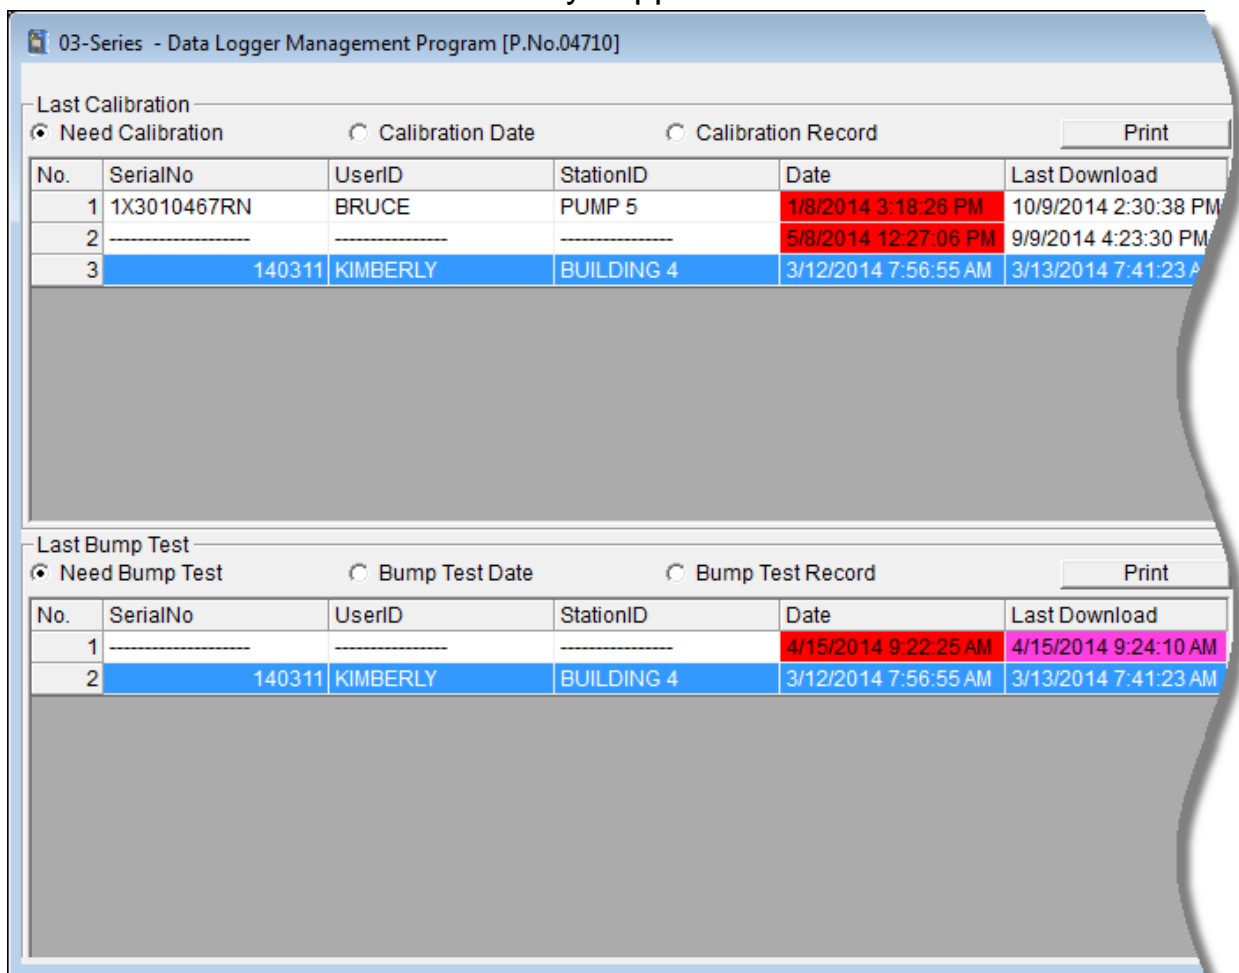 03-Series - Data Logger Management Program [P.No.04710]
Last Calibration
Need Calibration Calibration Date Calibration Record Print
No. SerialNo UserID StationID Date Last Download
1 1X3010467RN BRUCE PUMP 5 1/8/2014 3:18:26 PM 10/9/2014 2:30:38 PM
2 -------------------- ---------------- ---------------- 5/8/2014 12:27:06 PM 9/9/2014 4:23:30 PM
3 140311 KIMBERLY BUILDING 4 3/12/2014 7:56:55 AM 3/13/2014 7:41:23 A
Last Bump Test
Need Bump Test Bump Test Date Bump Test Record Print
No. SerialNo UserID StationID Date Last Download
1 -------------------- ---------------- ---------------- 4/15/2014 9:22:25 AM 4/15/2014 9:24:10 AM
2 140311 KIMBERLY BUILDING 4 3/12/2014 7:56:55 AM 3/13/2014 7:41:23 AM